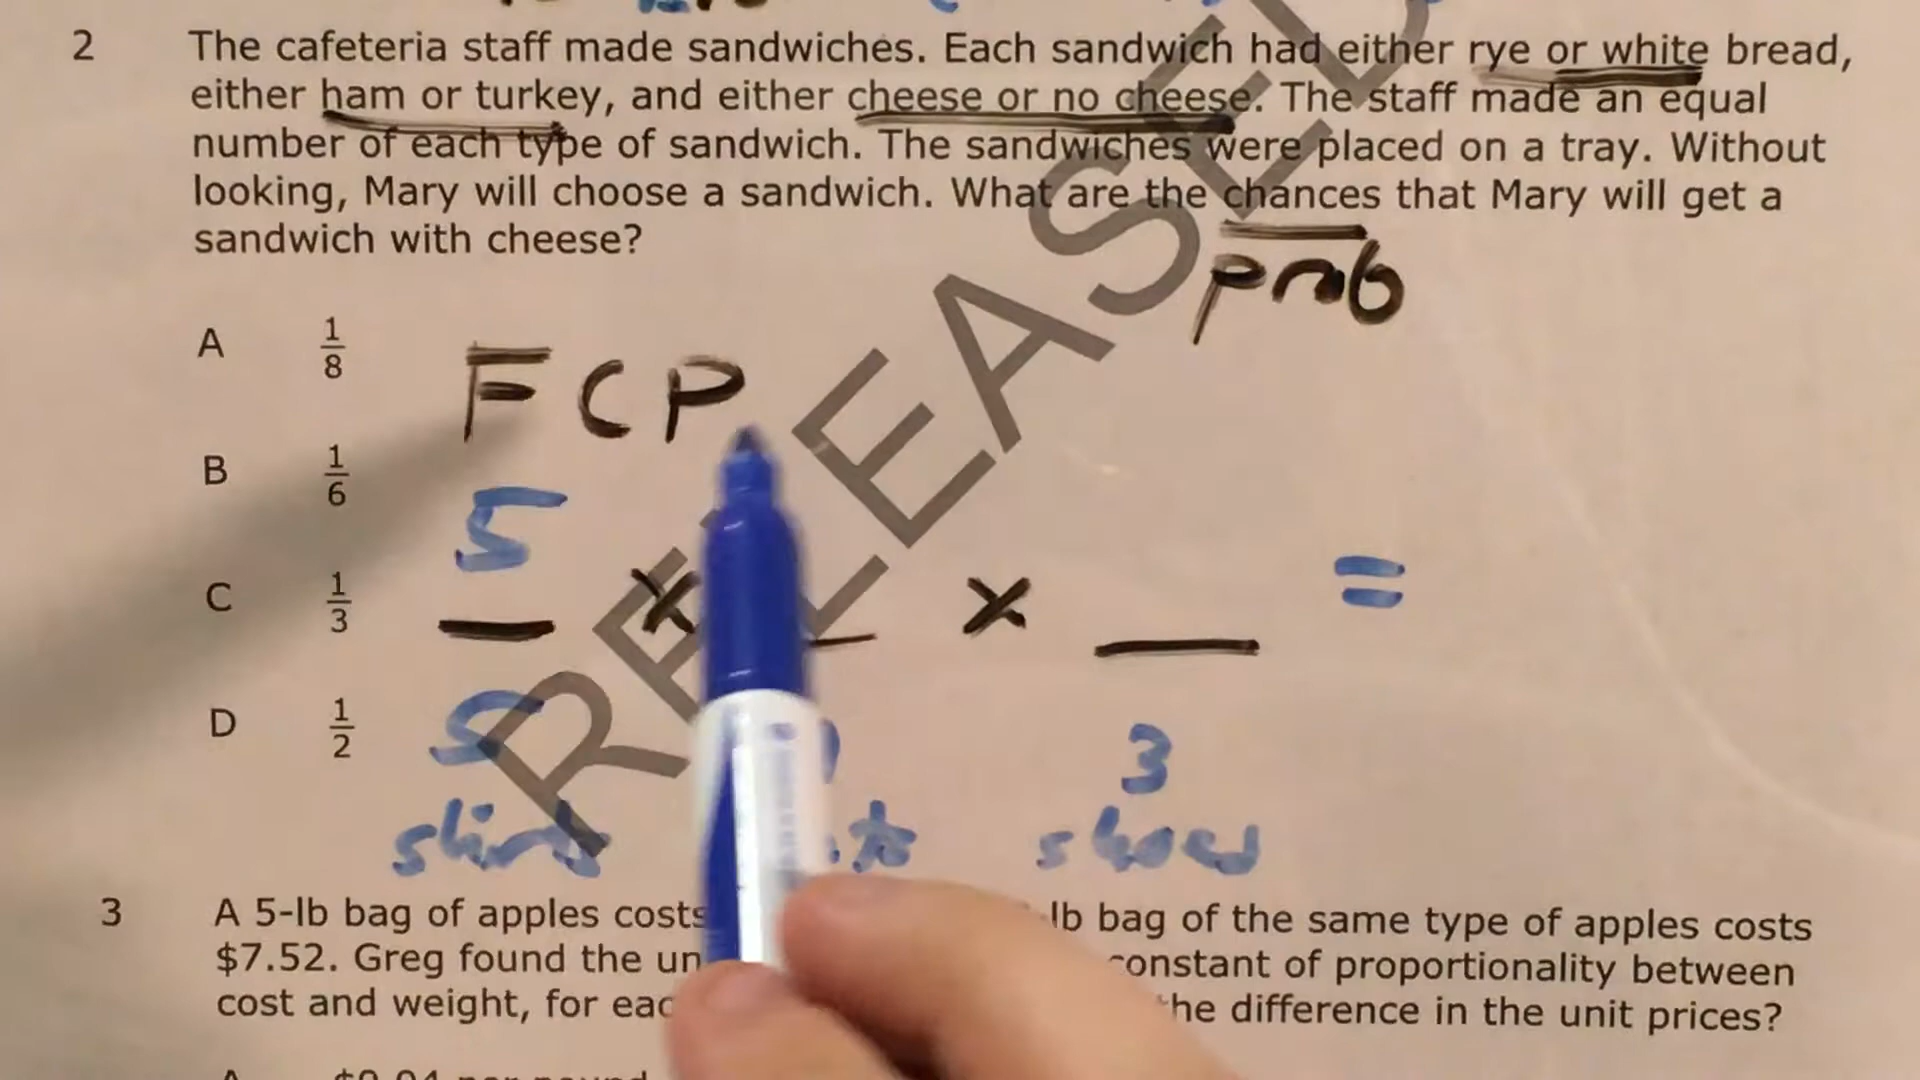 2 The cafeteria staff made sandwiches. Each sandwich had either rye or white bread,
either ham or turkey, and either cheese or no cheese. The staff made an equal
number of each type of sandwich. The sandwiches were placed on a tray. Without
looking, Mary will choose a sandwich. What are the chances that Mary will get a
sandwich with cheese?
prob
A 1/8
F C P
B 1/6
5
C 1/3
× × =
D 1/2
5 3
shirts shoes
RELEASED
3 A 5-lb bag of apples costs lb bag of the same type of apples costs
$7.52. Greg found the constant of proportionality between
cost and weight, for the difference in the unit prices?